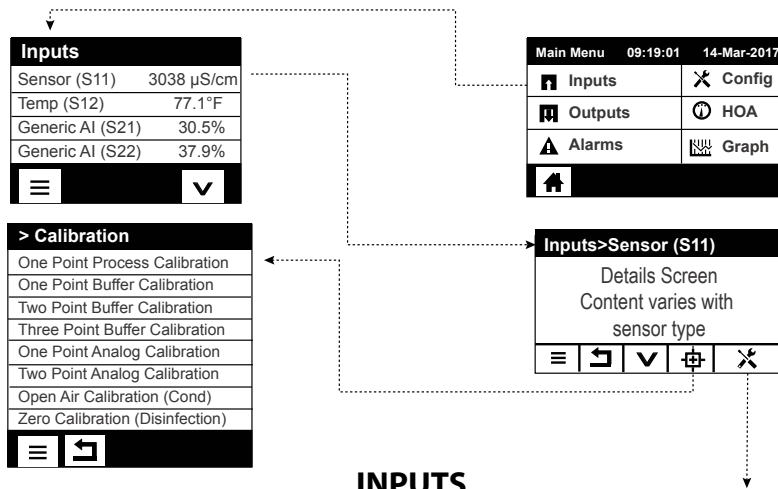 Inputs
Sensor (S11) 3038 µS/cm
Temp (S12) 77.1°F
Generic AI (S21) 30.5%
Generic AI (S22) 37.9%
Main Menu 09:19:01 14-Mar-2017
Inputs Config
Outputs HOA
Alarms Graph
> Calibration
One Point Process Calibration
One Point Buffer Calibration
Two Point Buffer Calibration
Three Point Buffer Calibration
One Point Analog Calibration
Two Point Analog Calibration
Open Air Calibration (Cond)
Zero Calibration (Disinfection)
Inputs>Sensor (S11)
Details Screen
Content varies with
sensor type
INPUTS